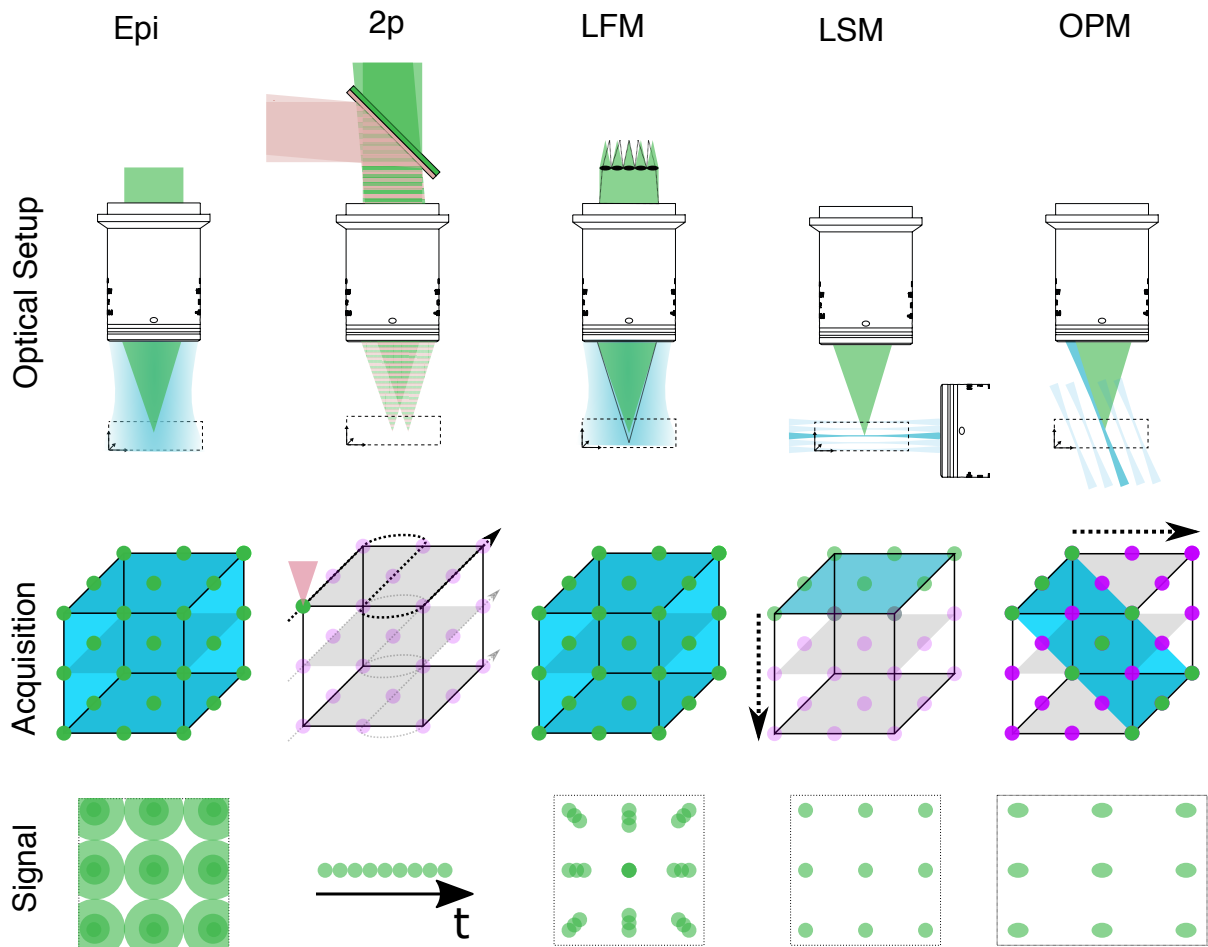 Epi 2p LFM LSM OPM
Optical Setup
Acquisition
Signal
t